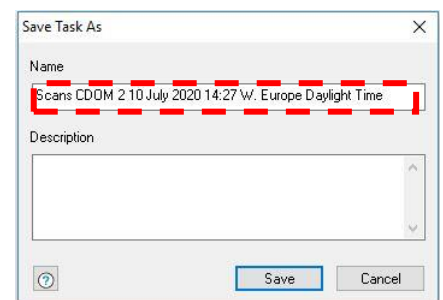 Save Task As
Name
Scans CDOM 2 10 July 2020 14:27 W. Europe Daylight Time
Description
Save Cancel